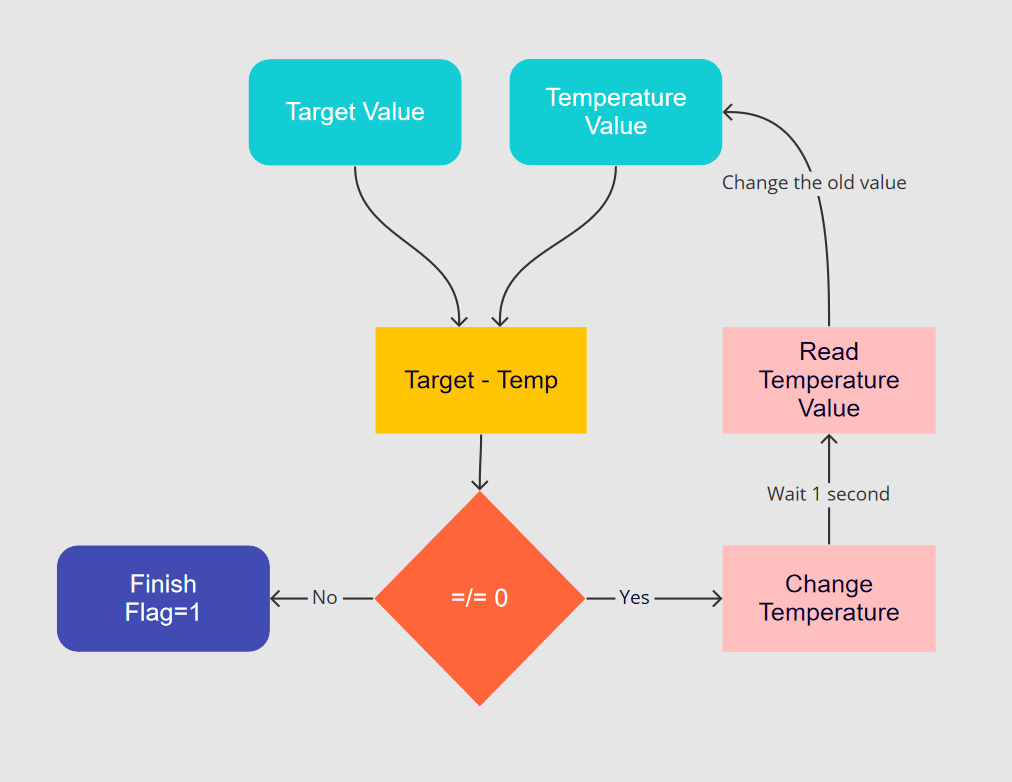 Target Value
Temperature
Value
Change the old value
Target - Temp
Read
Temperature
Value
Wait 1 second
Finish
Flag=1
No
=/= 0
Yes
Change
Temperature